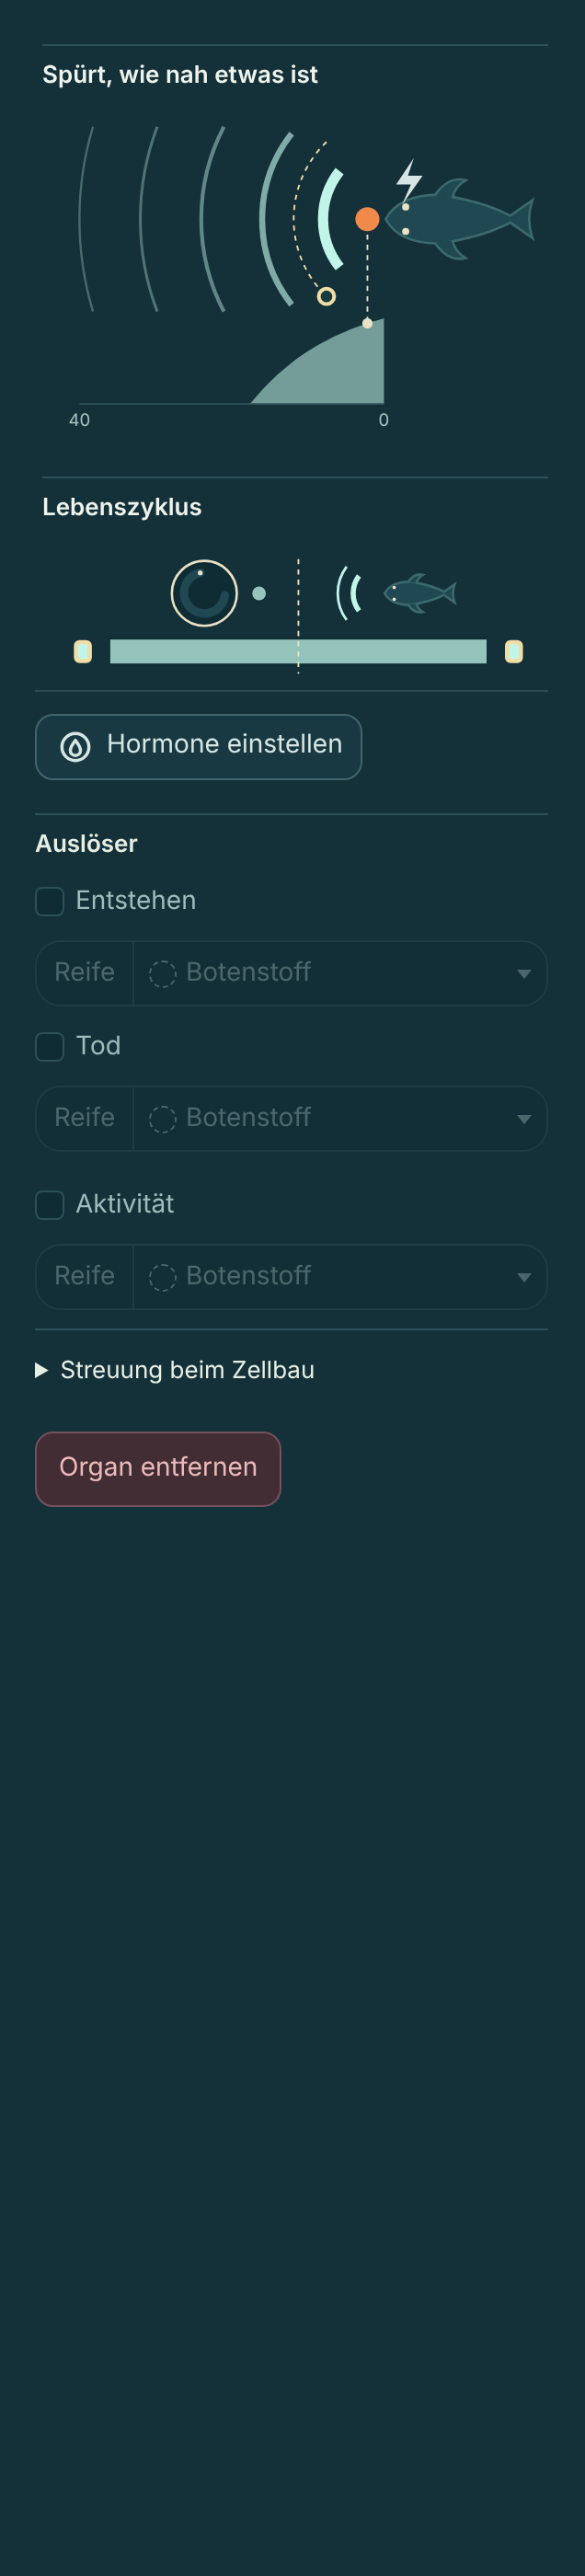 Spürt, wie nah etwas ist
40 0
Lebenszyklus
Hormone einstellen
Auslöser
Entstehen
Reife Botenstoff
Tod
Reife Botenstoff
Aktivität
Reife Botenstoff
Streuung beim Zellbau
Organ entfernen